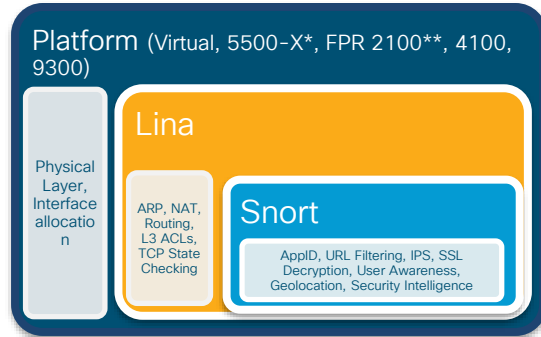 Platform (Virtual, 5500-X*, FPR 2100**, 4100,
9300)
Physical
Layer,
Interface
allocatio
n
Lina
ARP, NAT,
Routing,
L3 ACLs,
TCP State
Checking
Snort
AppID, URL Filtering, IPS, SSL
Decryption, User Awareness,
Geolocation, Security Intelligence